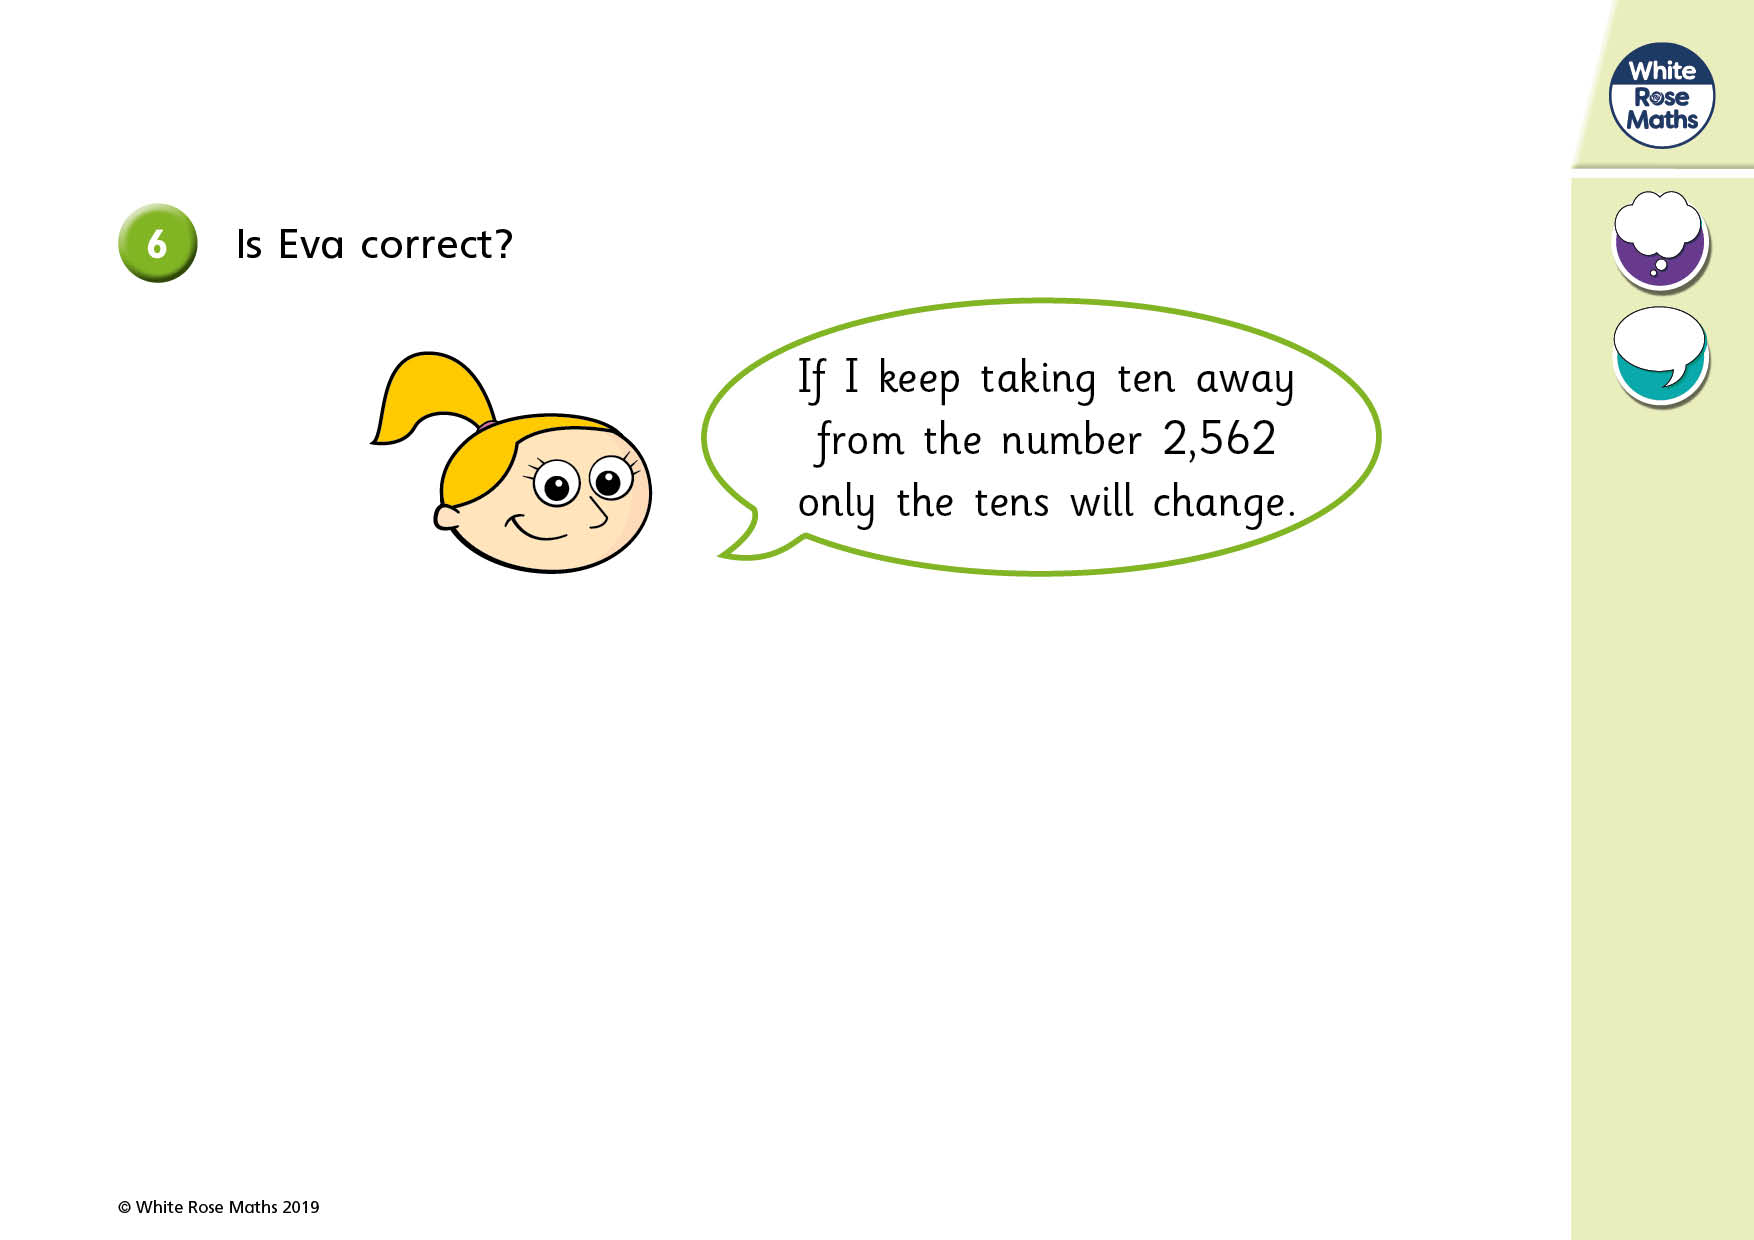 White
Rose
Maths
6 Is Eva correct?
If I keep taking ten away
from the number 2,562
only the tens will change.
© White Rose Maths 2019